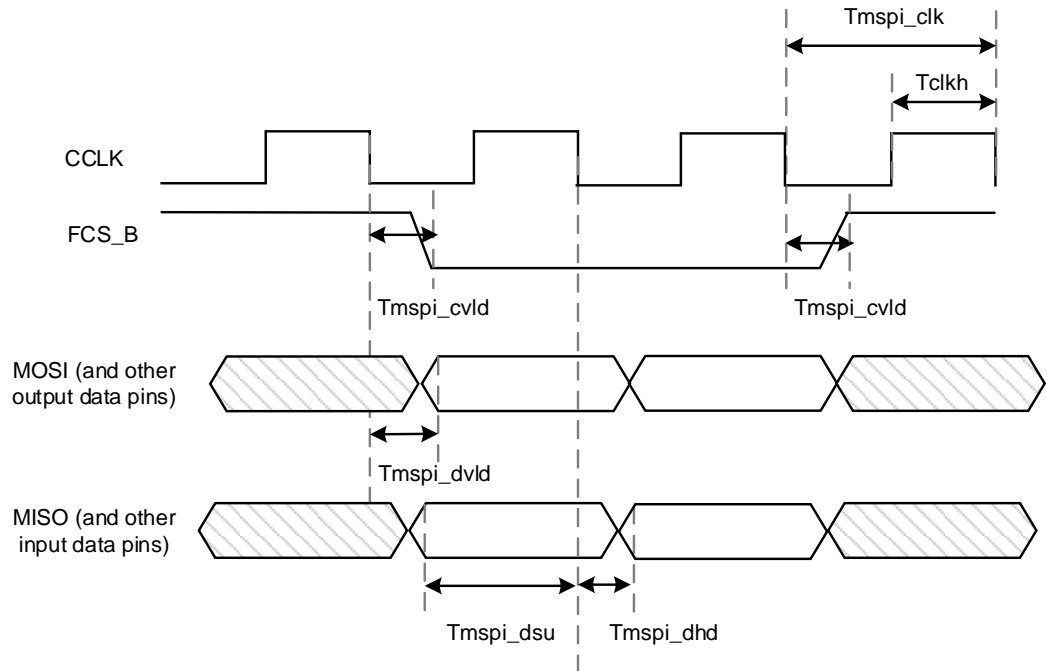 Tmspi_clk
Tclkh
CCLK
FCS_B
Tmspi_cvld
Tmspi_cvld
MOSI (and other
output data pins)
Tmspi_dvld
MISO (and other
input data pins)
Tmspi_dsu
Tmspi_dhd